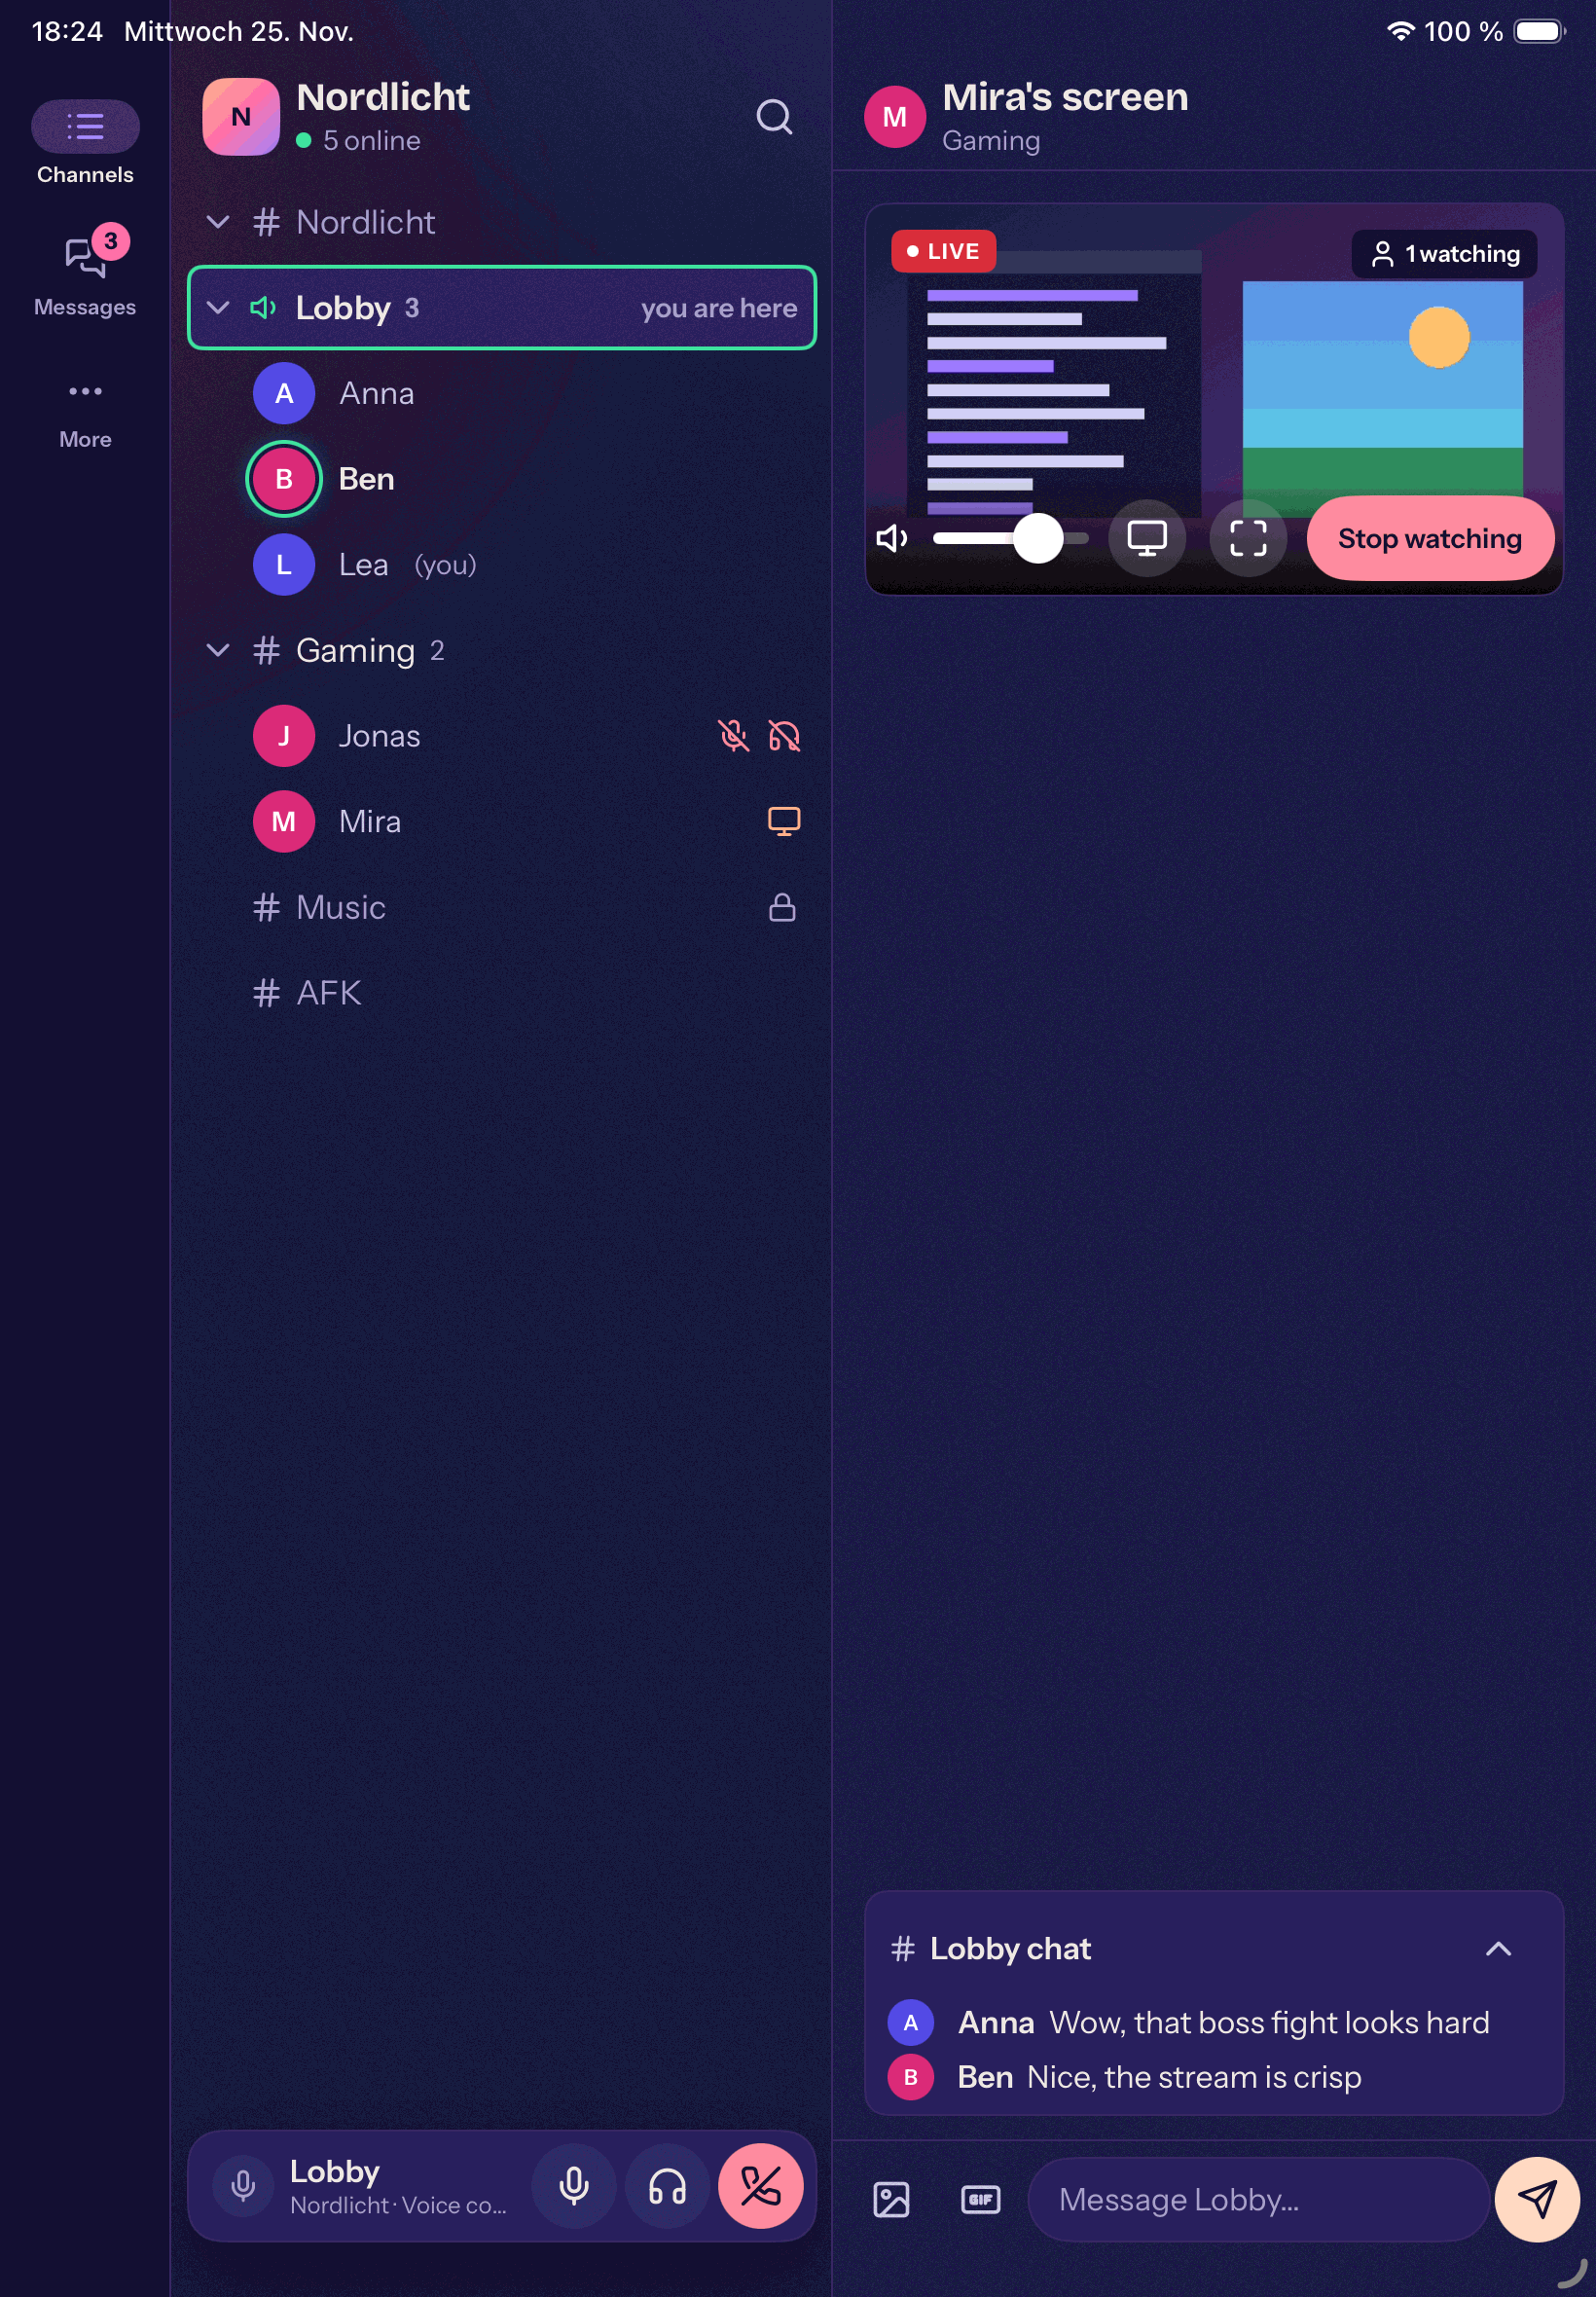 18:24 Mittwoch 25. Nov.
100 %
Channels
3
Messages
More
N
Nordlicht
5 online
# Nordlicht
Lobby 3 you are here
A Anna
B Ben
L Lea (you)
# Gaming 2
J Jonas
M Mira
# Music
# AFK
Lobby
Nordlicht · Voice co...
M
Mira's screen
Gaming
LIVE
1 watching
Stop watching
# Lobby chat
A Anna Wow, that boss fight looks hard
B Ben Nice, the stream is crisp
GIF
Message Lobby...